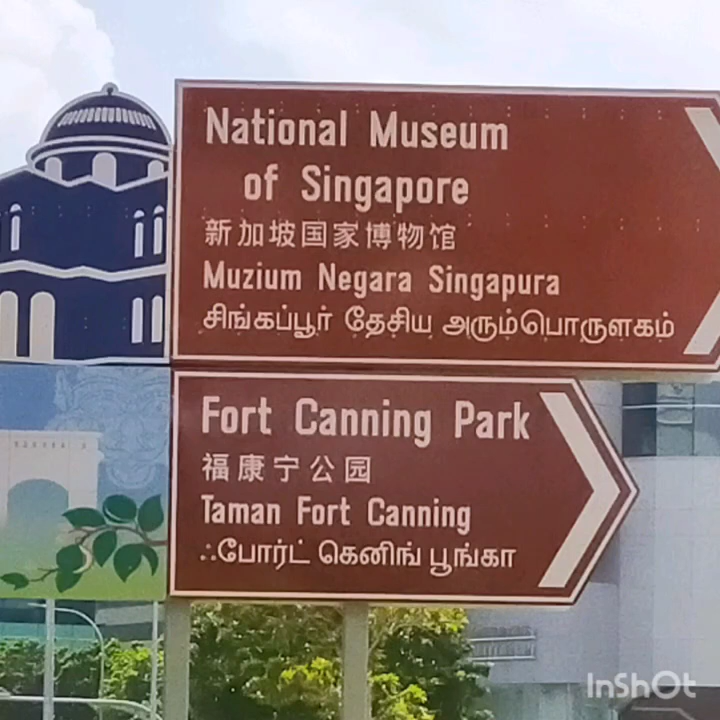 National Museum
of Singapore
新加坡国家博物馆
Muzium Negara Singapura
சிங்கப்பூர் தேசிய அரும்பொருளகம்
Fort Canning Park
福康宁公园
Taman Fort Canning
ஃபோர்ட் கெனிங் பூங்கா
InShOt